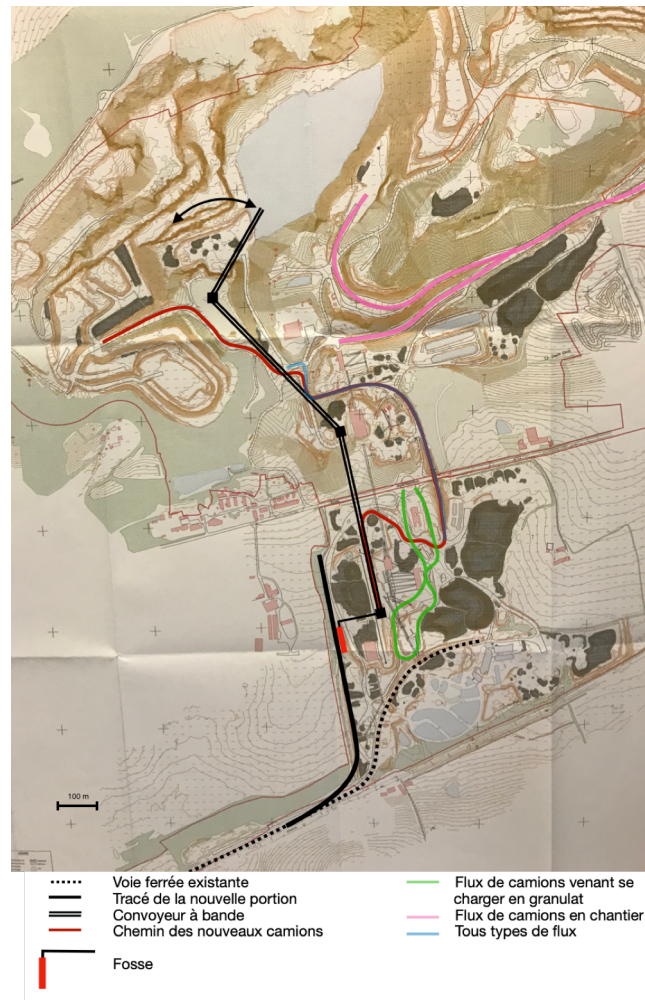 100 m
Voie ferrée existante
Tracé de la nouvelle portion
Convoyeur à bande
Chemin des nouveaux camions
Fosse
Flux de camions venant se
charger en granulat
Flux de camions en chantier
Tous types de flux